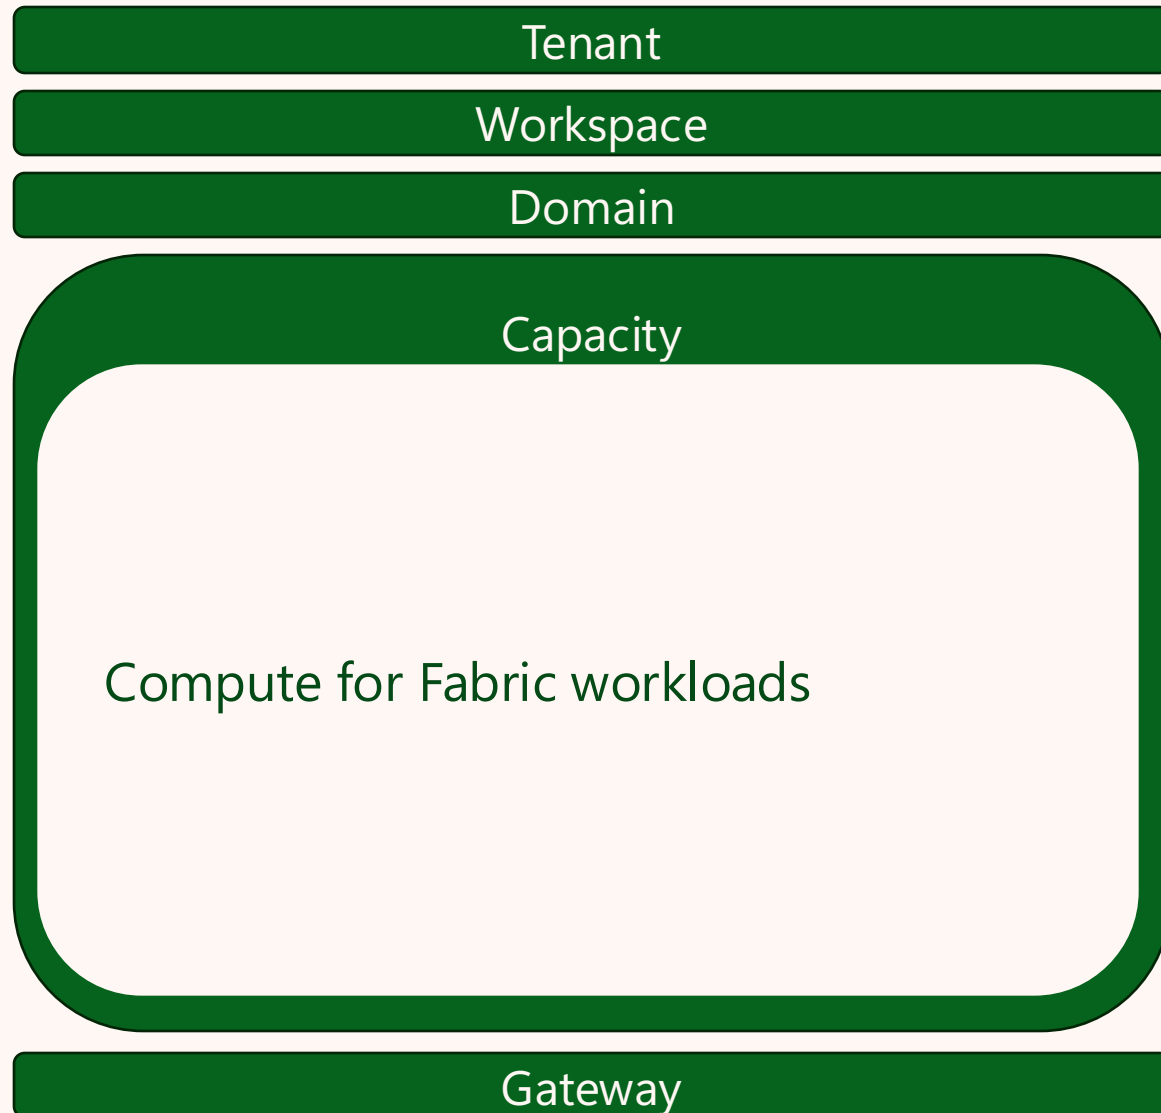 Tenant
Workspace
Domain
Capacity
Compute for Fabric workloads
Gateway